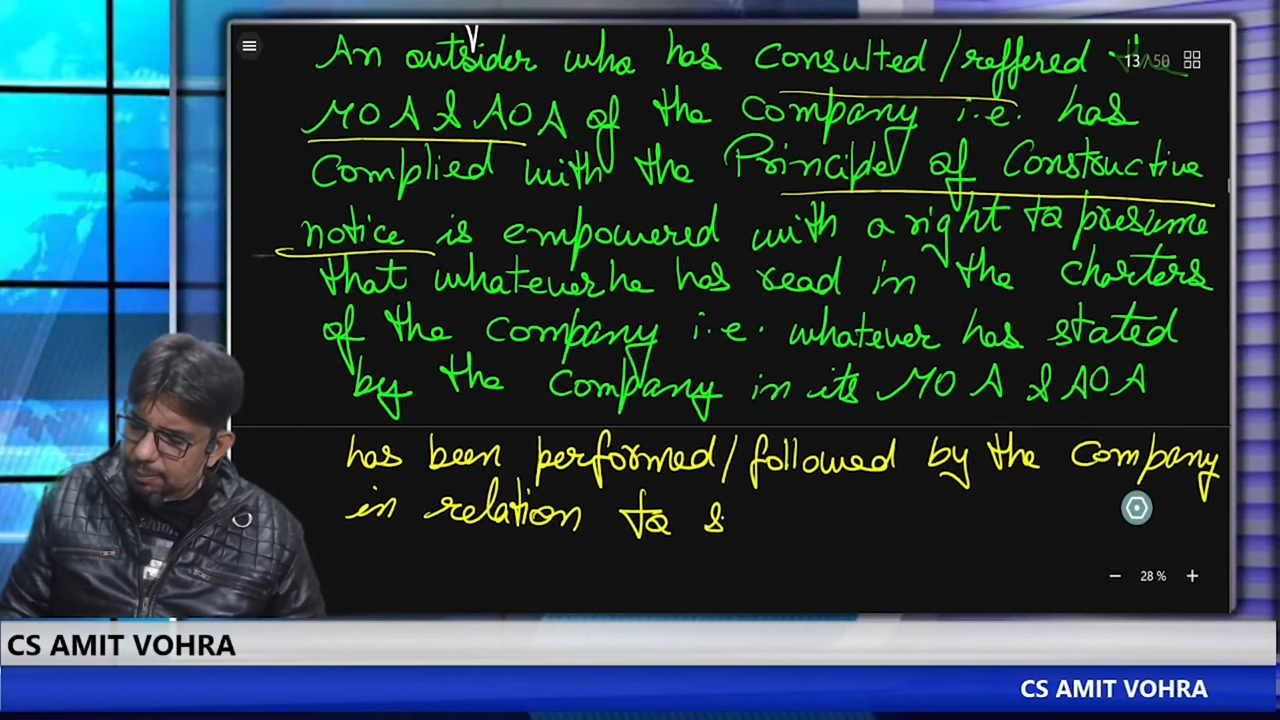 An outsider who has Consulted/reffered the
13/50
MOA & AOA of the Company i.e. has
Complied with the Principle of Constructive
notice is empowered with a right to presume
that whatever he has read in the charters
of the Company i.e. whatever has stated
by the Company in its MOA & AOA
has been performed/followed by the Company
in relation to s
28 %
CS AMIT VOHRA
CS AMIT VOHRA